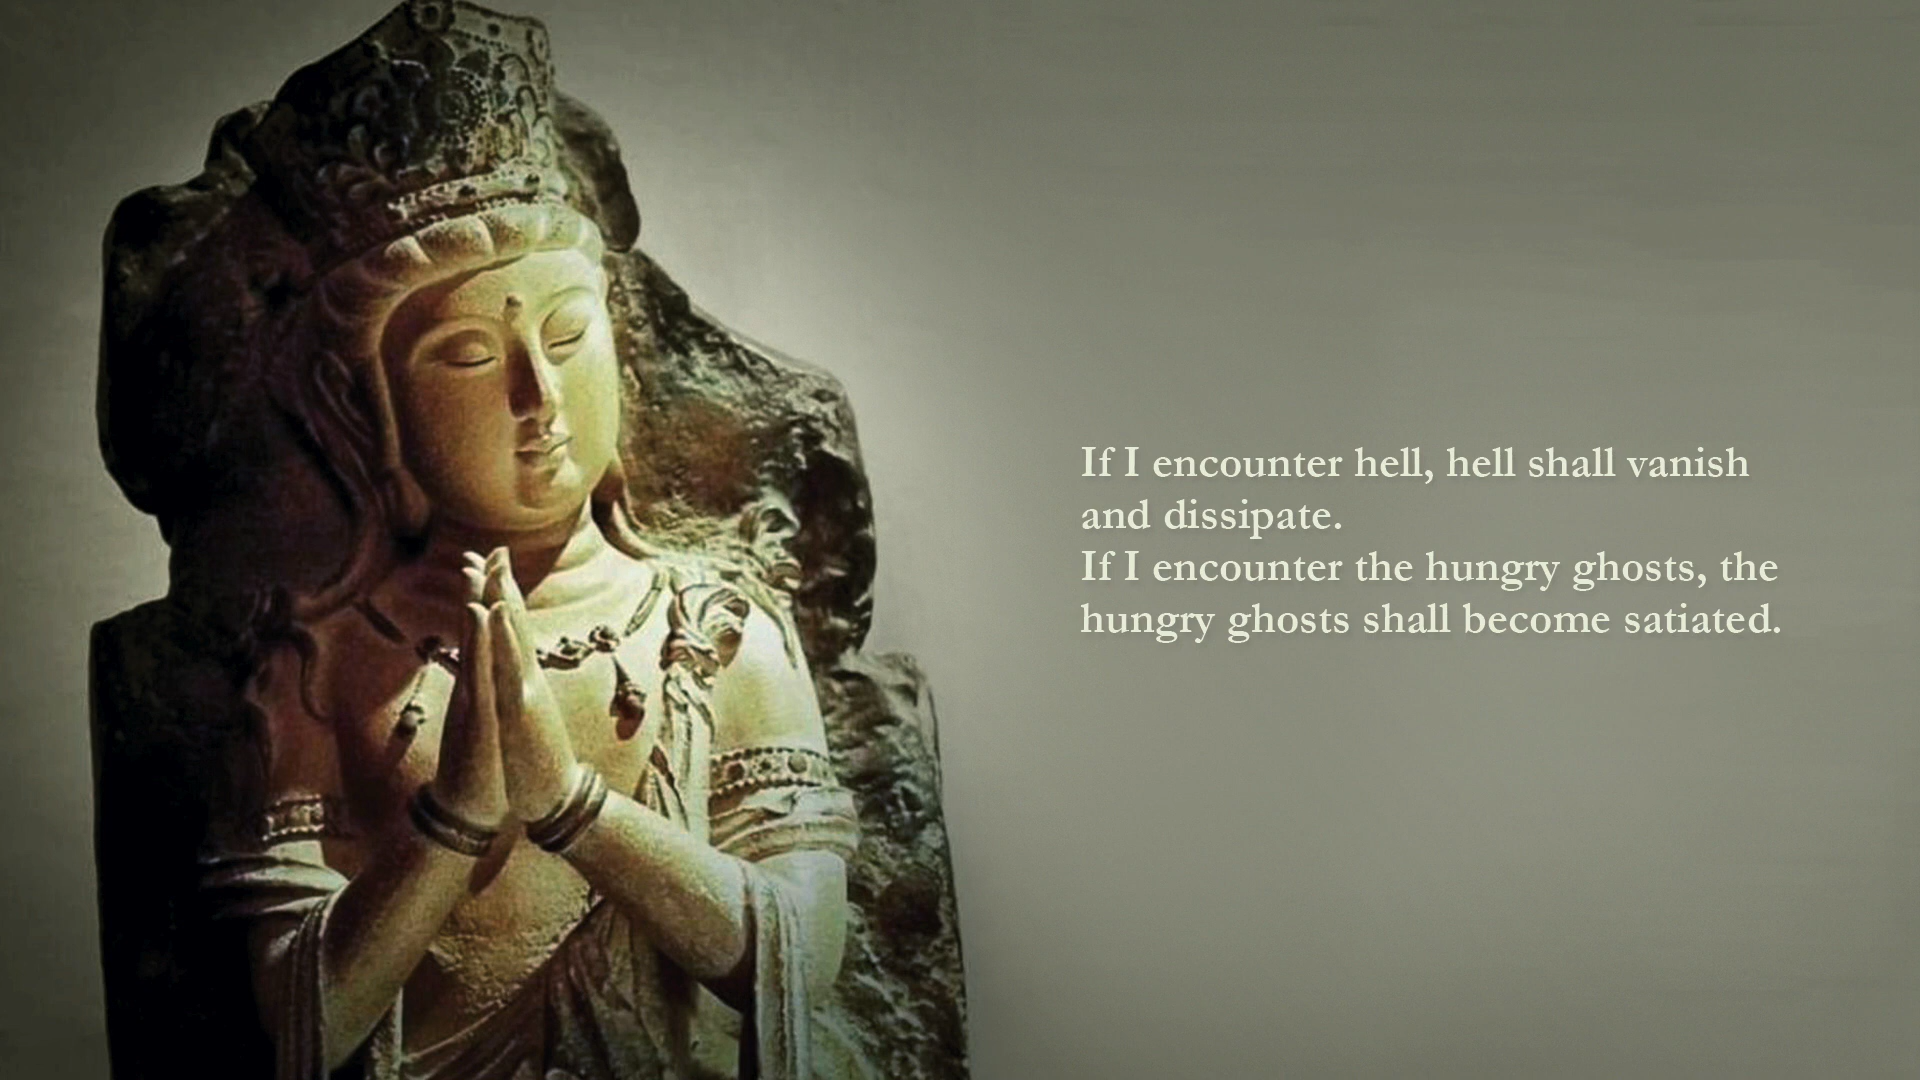 If I encounter hell, hell shall vanish
and dissipate.
If I encounter the hungry ghosts, the
hungry ghosts shall become satiated.